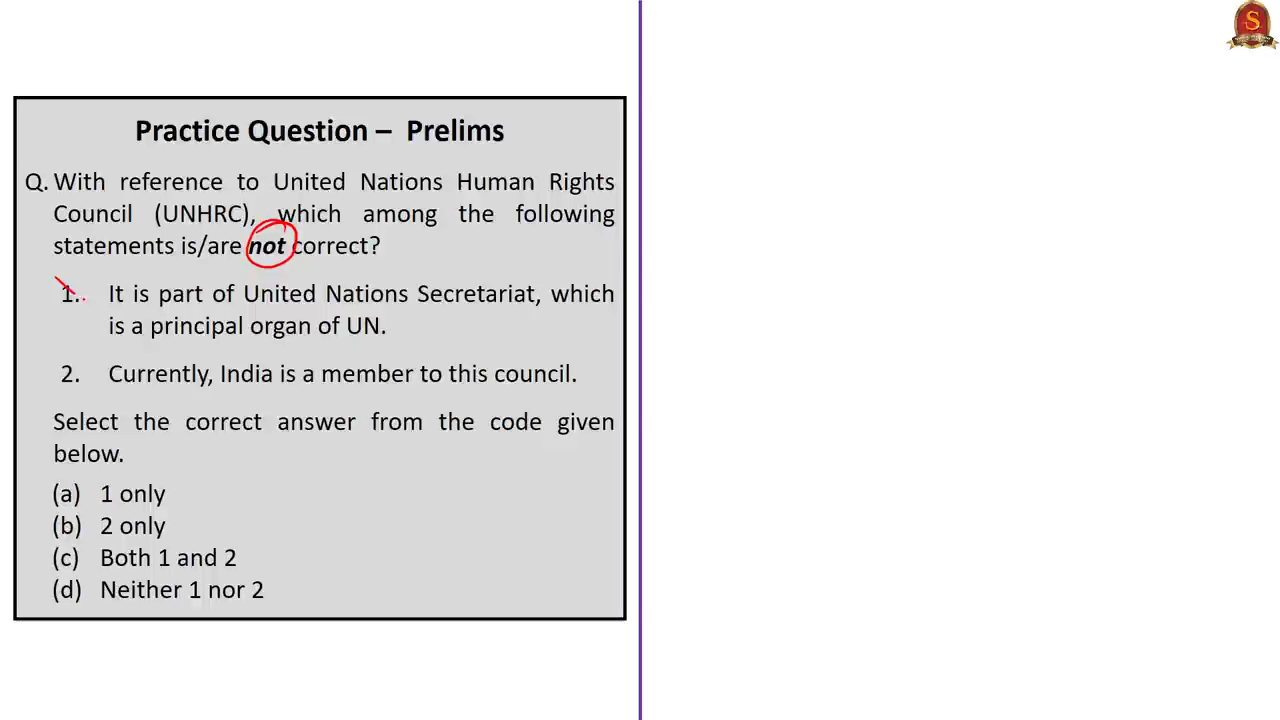 Practice Question – Prelims
Q. With reference to United Nations Human Rights
Council (UNHRC), which among the following
statements is/are not correct?
1. It is part of United Nations Secretariat, which
is a principal organ of UN.
2. Currently, India is a member to this council.
Select the correct answer from the code given
below.
(a) 1 only
(b) 2 only
(c) Both 1 and 2
(d) Neither 1 nor 2
S